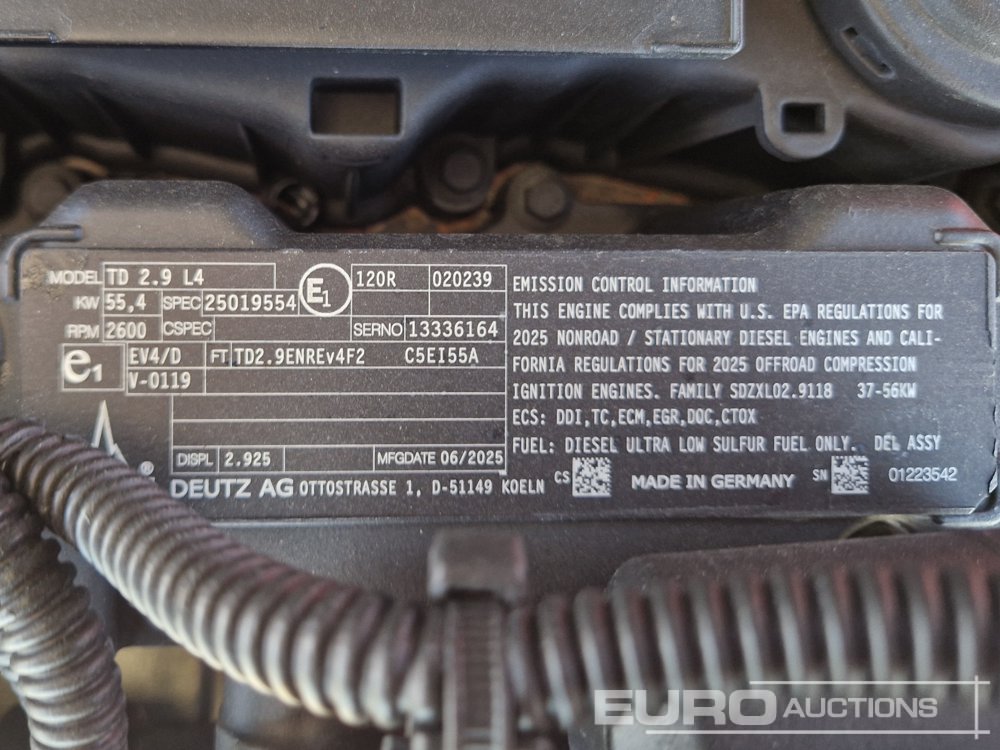 MODEL TD 2.9 L4
KW 55,4 SPEC 25019554 E1 120R 020239
RPM 2600 CSPEC SERNO 13336164
e1 EV4/D FT TD2.9ENREv4F2 C5EI55A
V-0119
DISPL 2.925 MFGDATE 06/2025
® DEUTZ AG OTTOSTRASSE 1, D-51149 KOELN
EMISSION CONTROL INFORMATION
THIS ENGINE COMPLIES WITH U.S. EPA REGULATIONS FOR
2025 NONROAD / STATIONARY DIESEL ENGINES AND CALI-
FORNIA REGULATIONS FOR 2025 OFFROAD COMPRESSION
IGNITION ENGINES. FAMILY SDZXL02.9118 37-56KW
ECS: DDI,TC,ECM,EGR,DOC,CTOX
FUEL: DIESEL ULTRA LOW SULFUR FUEL ONLY. DEL ASSY
CS MADE IN GERMANY SN 01223542
EURO AUCTIONS